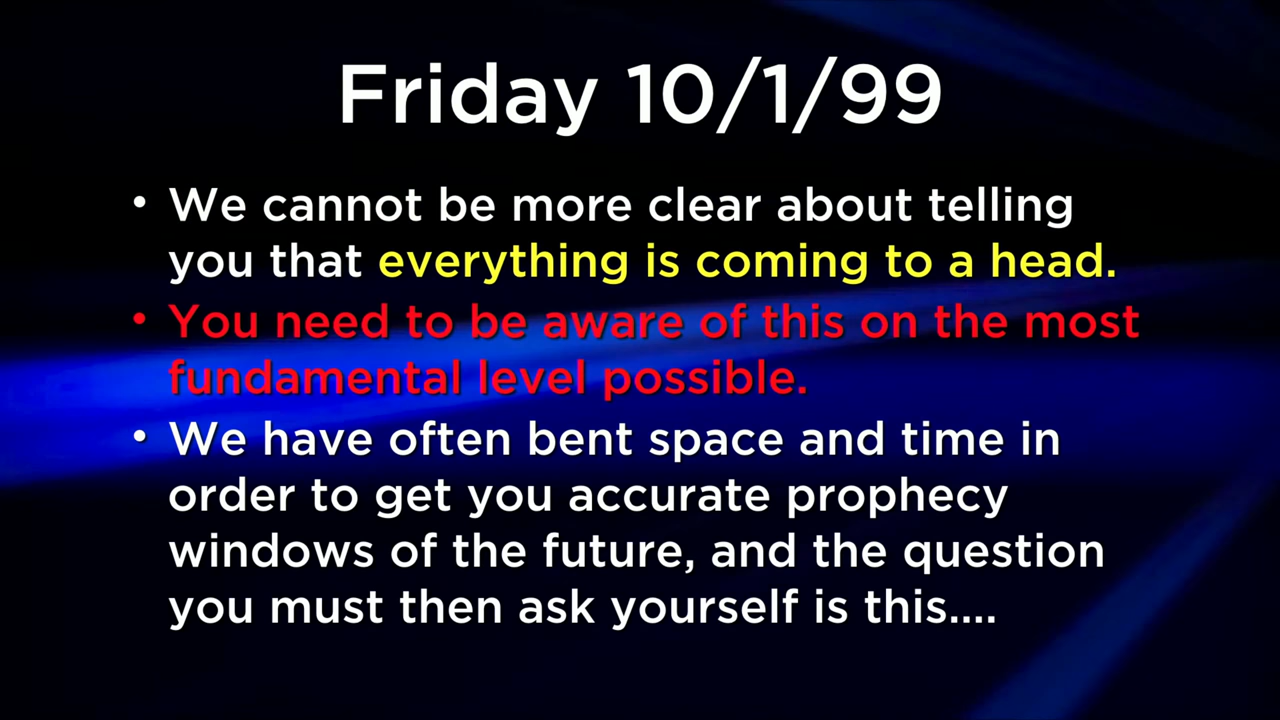 Friday 10/1/99
• We cannot be more clear about telling
you that everything is coming to a head.
• You need to be aware of this on the most
fundamental level possible.
• We have often bent space and time in
order to get you accurate prophecy
windows of the future, and the question
you must then ask yourself is this....